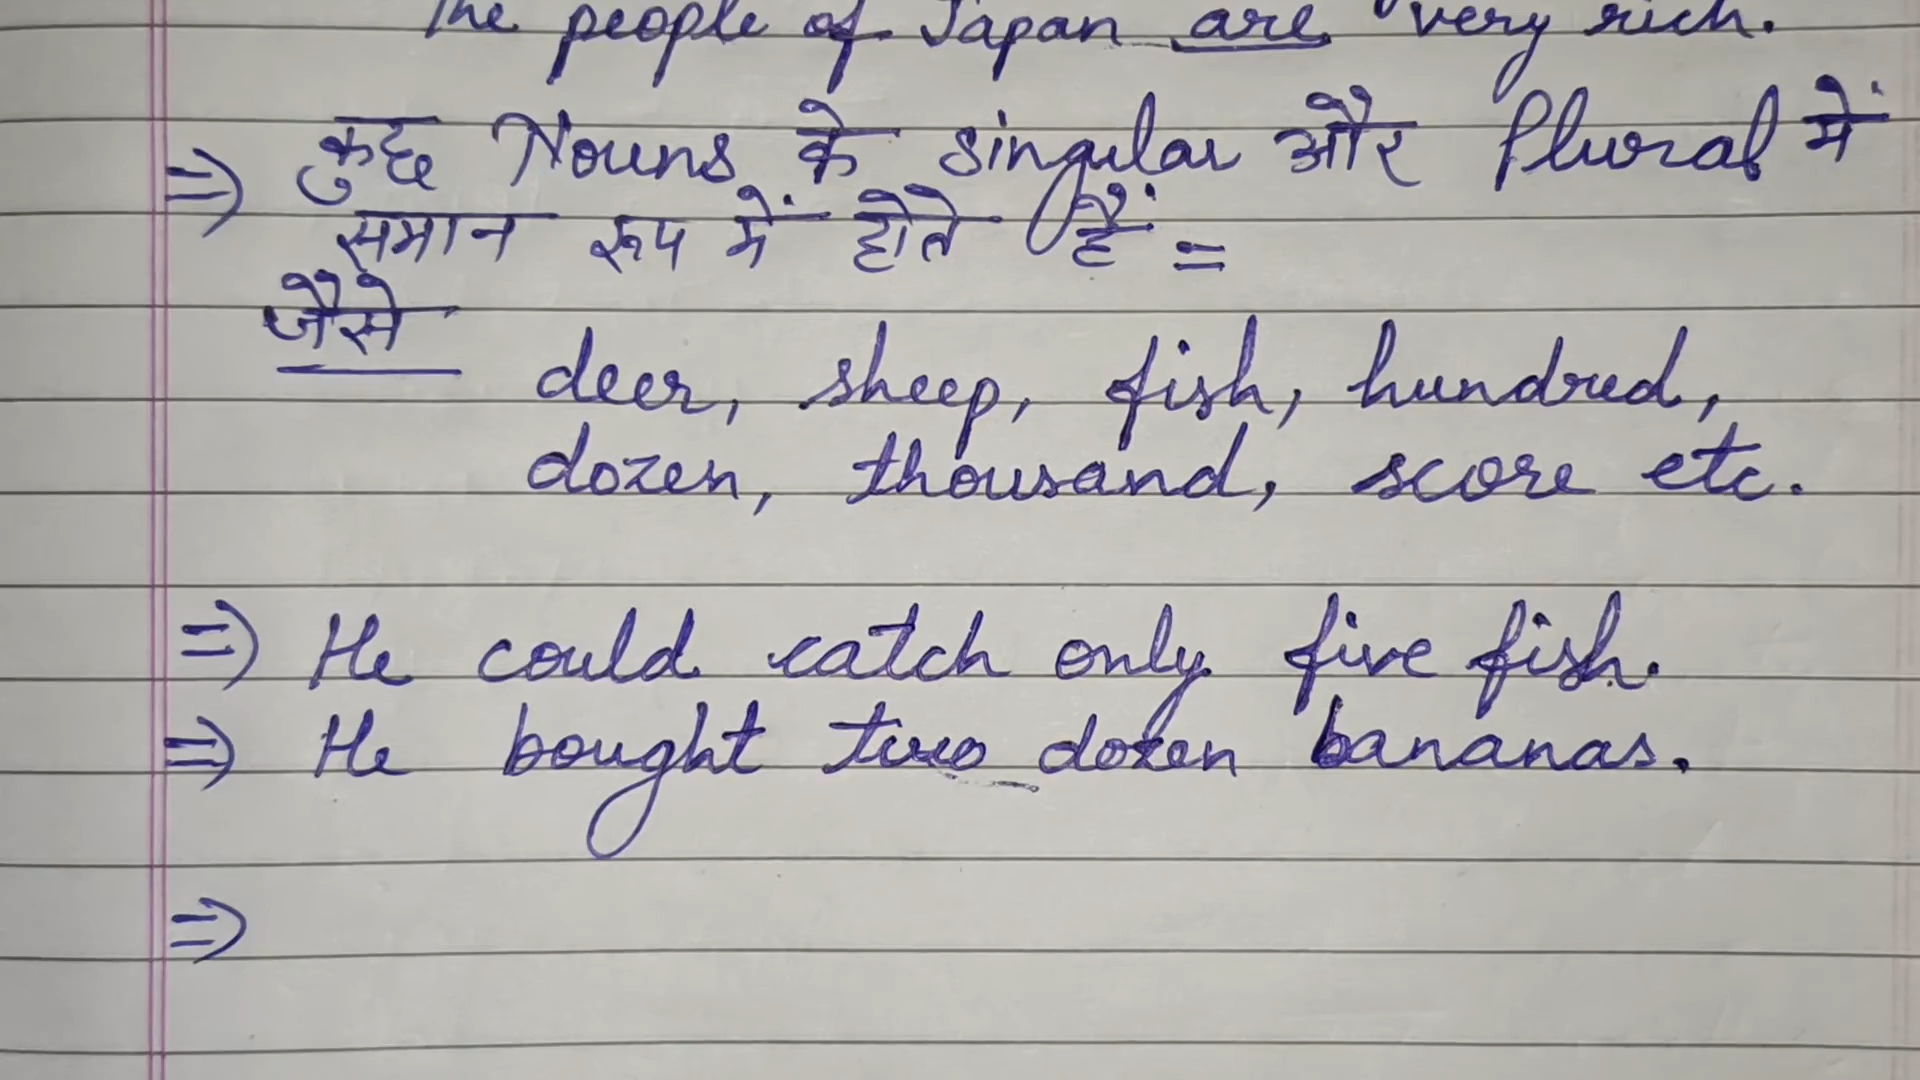 The people of Japan are very rich.
⇒ कुछ Nouns के singular और Plural में
समान रूप में होते हैं =
जैसे
deer, sheep, fish, hundred,
dozen, thousand, score etc.
⇒ He could catch only five fish.
⇒ He bought two dozen bananas.
⇒